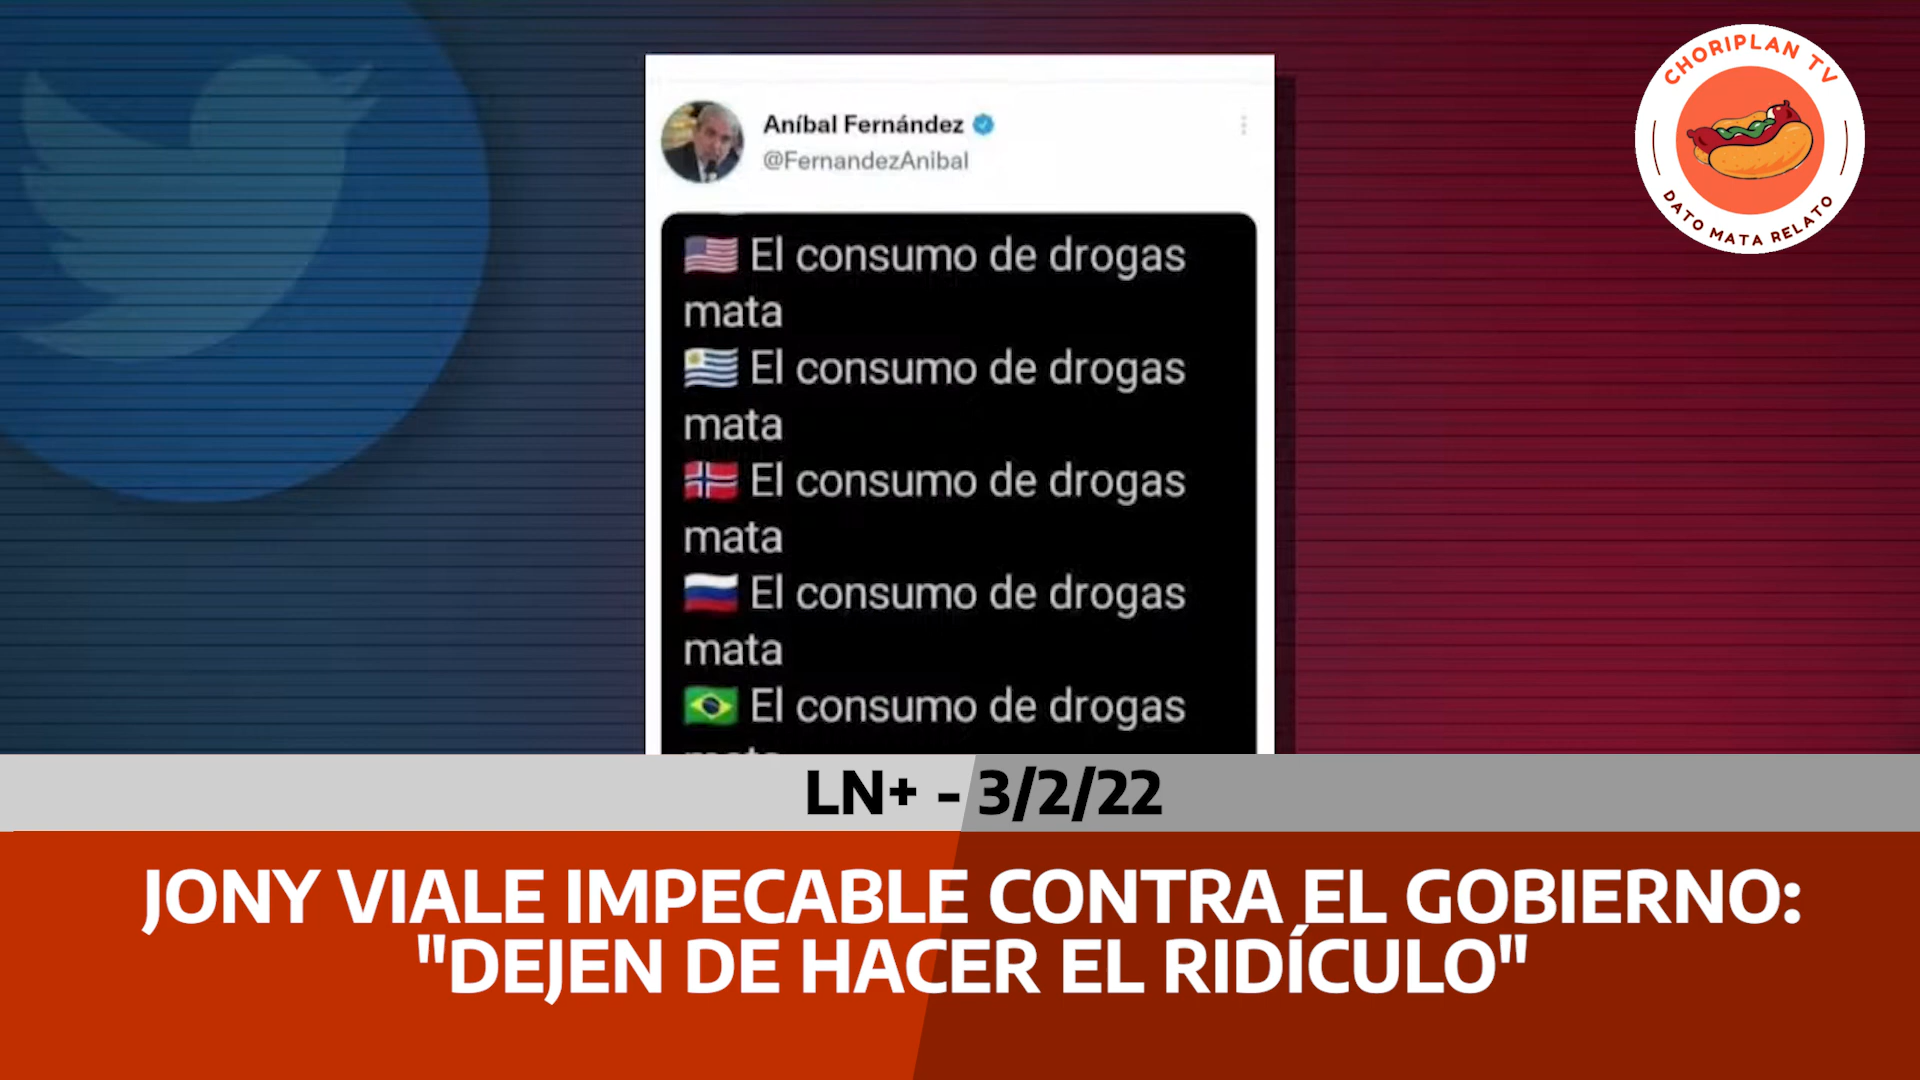 CHORIPLAN TV
DATO MATA RELATO
Aníbal Fernández
@FernandezAnibal
El consumo de drogas
mata
El consumo de drogas
mata
El consumo de drogas
mata
El consumo de drogas
mata
El consumo de drogas
mata
LN+ - 3/2/22
JONY VIALE IMPECABLE CONTRA EL GOBIERNO:
"DEJEN DE HACER EL RIDÍCULO"